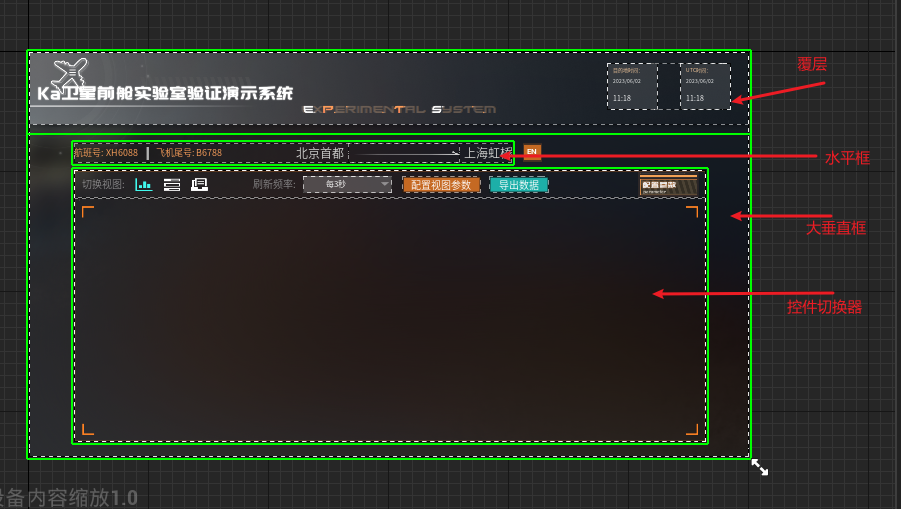 覆层
目的地时间:
2023/06/02
11:18
UTC时间:
2023/06/02
11:18
Ka卫星前舱实验室验证演示系统
EXPERIMENTAL SYSTEM
航班号: XH6088 | 飞机尾号: B6788
北京首都
上海虹桥
EN
水平框
切换视图:
刷新频率:
每3秒
配置视图参数
导出数据
大垂直框
控件切换器
设备内容缩放1.0